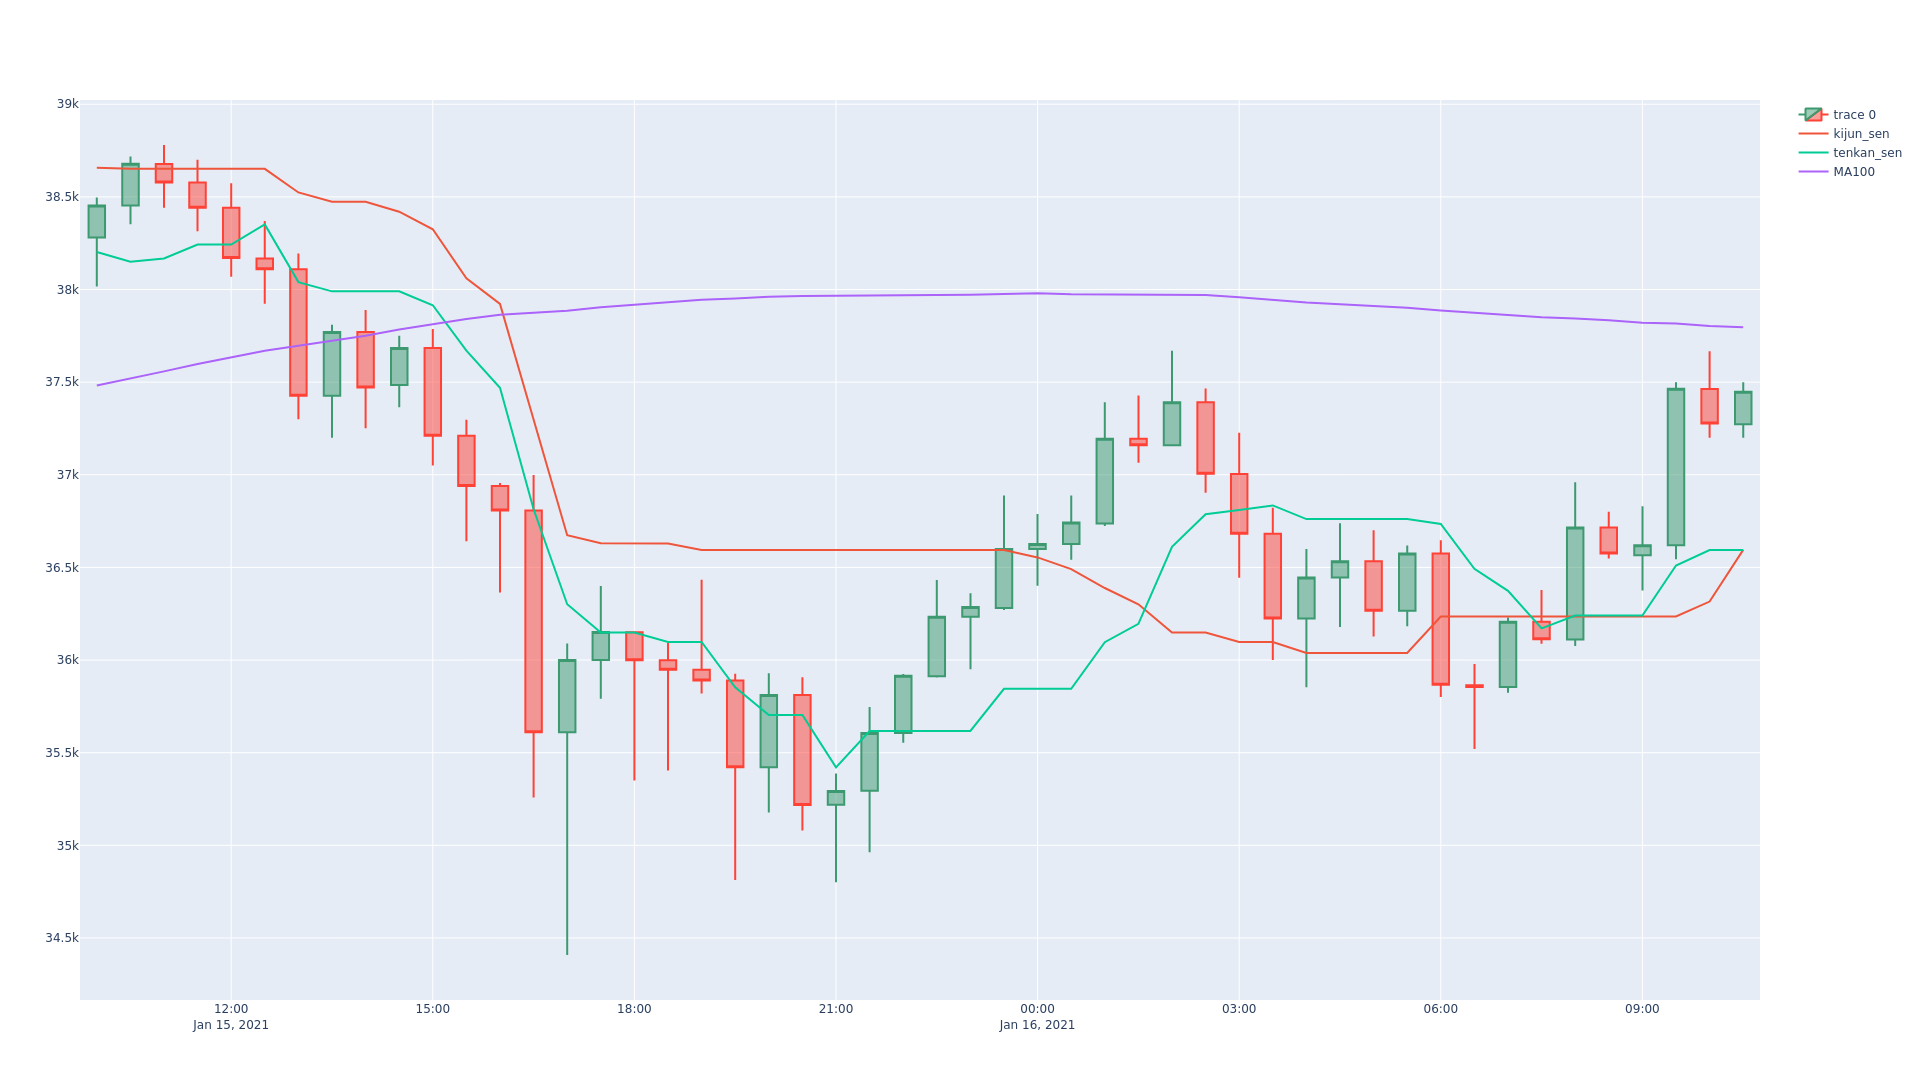 39k
38.5k
38k
37.5k
37k
36.5k
36k
35.5k
35k
34.5k
12:00
Jan 15, 2021
15:00
18:00
21:00
00:00
Jan 16, 2021
03:00
06:00
09:00
trace 0
kijun_sen
tenkan_sen
MA100